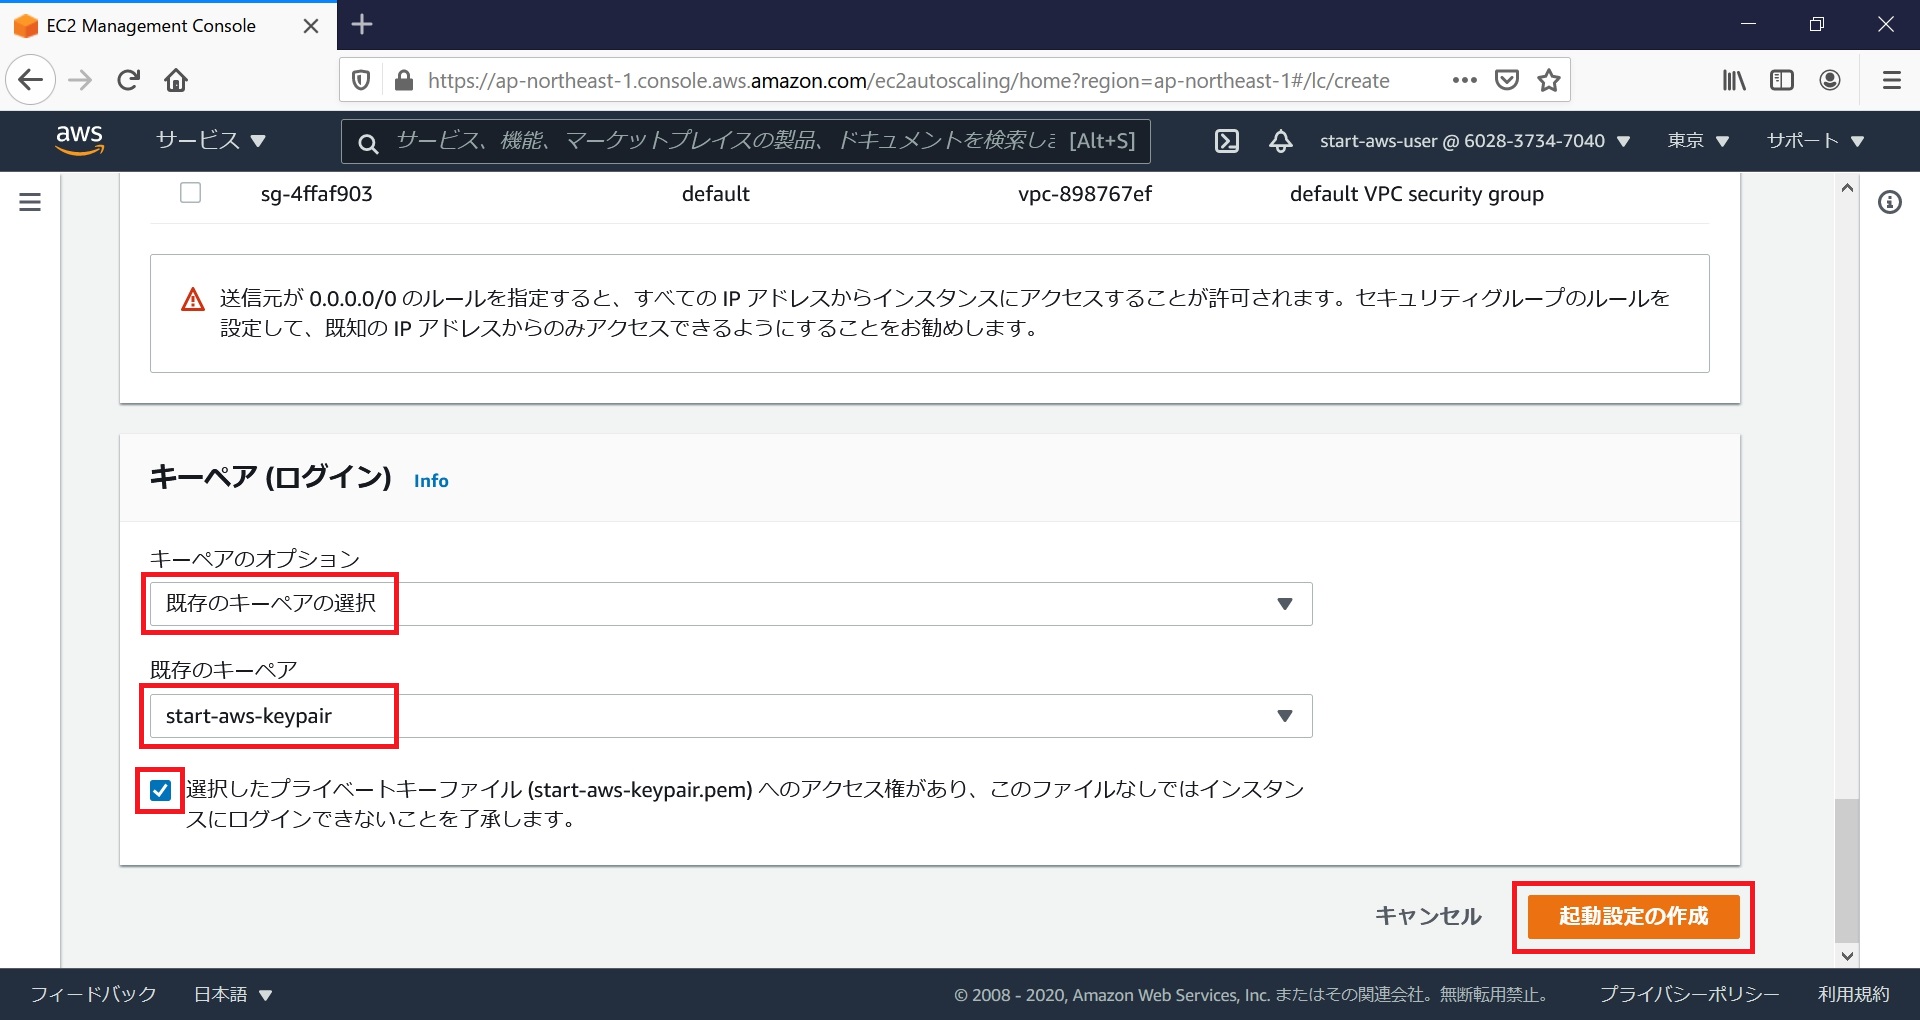 EC2 Management Console
https://ap-northeast-1.console.aws.amazon.com/ec2autoscaling/home?region=ap-northeast-1#/lc/create
aws サービス サービス、機能、マーケットプレイスの製品、ドキュメントを検索しま [Alt+S] start-aws-user @ 6028-3734-7040 東京 サポート
sg-4ffaf903 default vpc-898767ef default VPC security group
送信元が 0.0.0.0/0 のルールを指定すると、すべての IP アドレスからインスタンスにアクセスすることが許可されます。セキュリティグループのルールを
設定して、既知の IP アドレスからのみアクセスできるようにすることをお勧めします。
キーペア (ログイン) Info
キーペアのオプション
既存のキーペアの選択
既存のキーペア
start-aws-keypair
選択したプライベートキーファイル (start-aws-keypair.pem) へのアクセス権があり、このファイルなしではインスタン
スにログインできないことを了承します。
キャンセル 起動設定の作成
フィードバック 日本語 © 2008 - 2020, Amazon Web Services, Inc. またはその関連会社。無断転用禁止。 プライバシーポリシー 利用規約